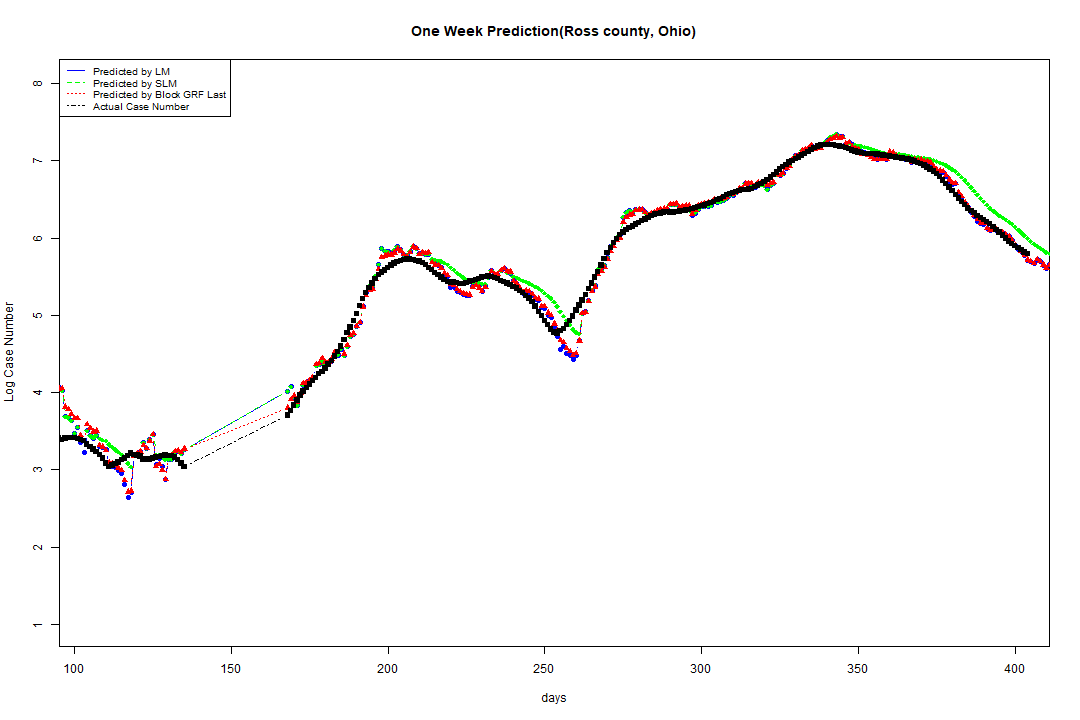 One Week Prediction(Ross county, Ohio)
Predicted by LM
Predicted by SLM
Predicted by Block GRF Last
Actual Case Number
8
7
6
5
4
3
2
1
Log Case Number
100 150 200 250 300 350 400
days